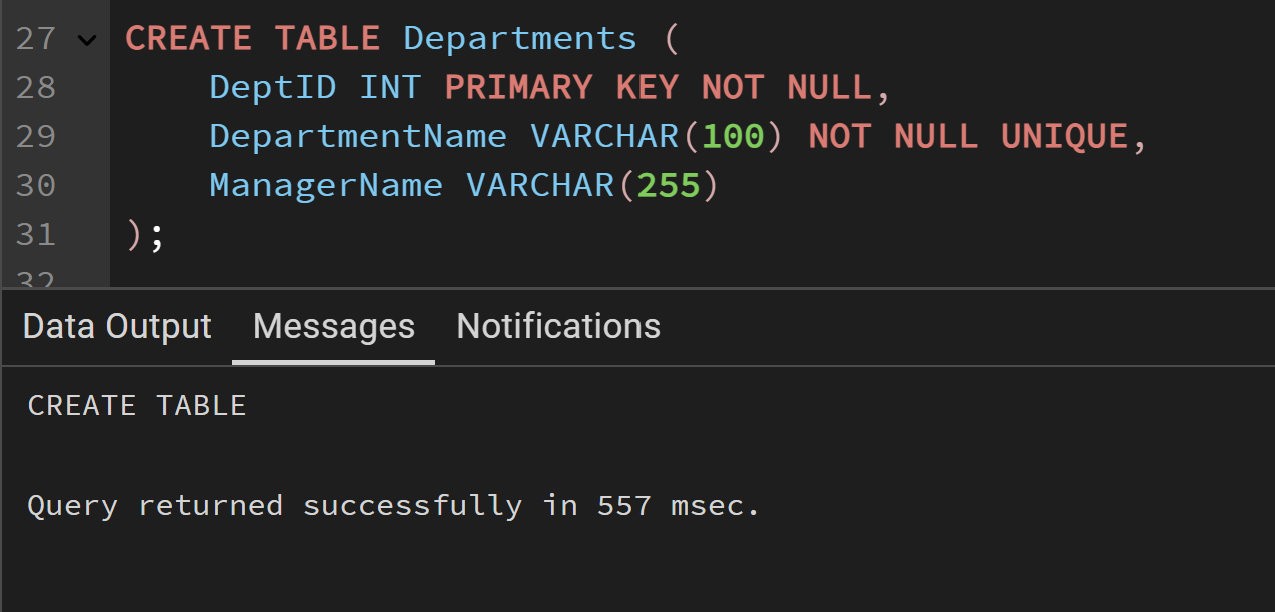 27 CREATE TABLE Departments (
28 DeptID INT PRIMARY KEY NOT NULL,
29 DepartmentName VARCHAR(100) NOT NULL UNIQUE,
30 ManagerName VARCHAR(255)
31 );
32
Data Output Messages Notifications
CREATE TABLE
Query returned successfully in 557 msec.